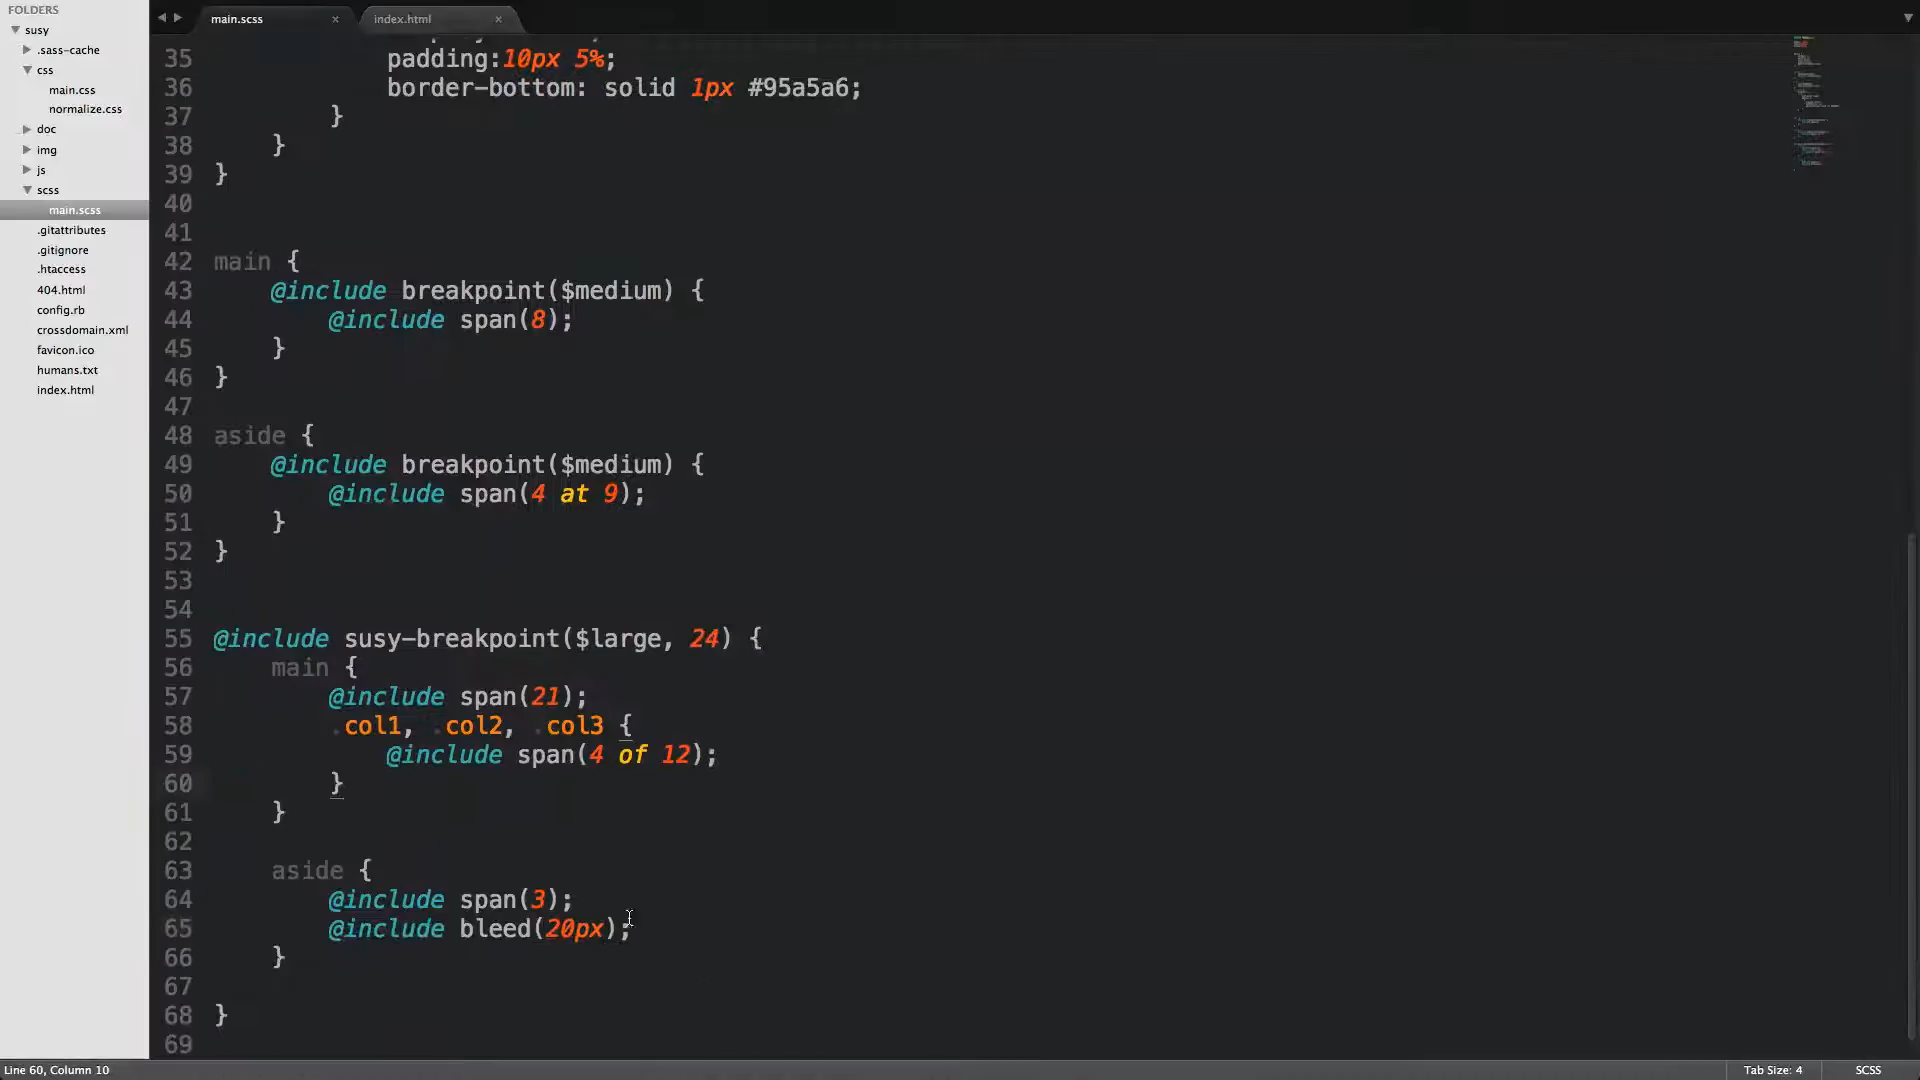 FOLDERS
susy
.sass-cache
css
main.css
normalize.css
doc
img
js
scss
main.scss
.gitattributes
.gitignore
.htaccess
404.html
config.rb
crossdomain.xml
favicon.ico
humans.txt
index.html
main.scss × index.html ×
35 padding:10px 5%;
36 border-bottom: solid 1px #95a5a6;
37 }
38 }
39 }
40
41
42 main {
43 @include breakpoint($medium) {
44 @include span(8);
45 }
46 }
47
48 aside {
49 @include breakpoint($medium) {
50 @include span(4 at 9);
51 }
52 }
53
54
55 @include susy-breakpoint($large, 24) {
56 main {
57 @include span(21);
58 .col1, .col2, .col3 {
59 @include span(4 of 12);
60 }
61 }
62
63 aside {
64 @include span(3);
65 @include bleed(20px);
66 }
67
68 }
69
Line 60, Column 10 Tab Size: 4 SCSS